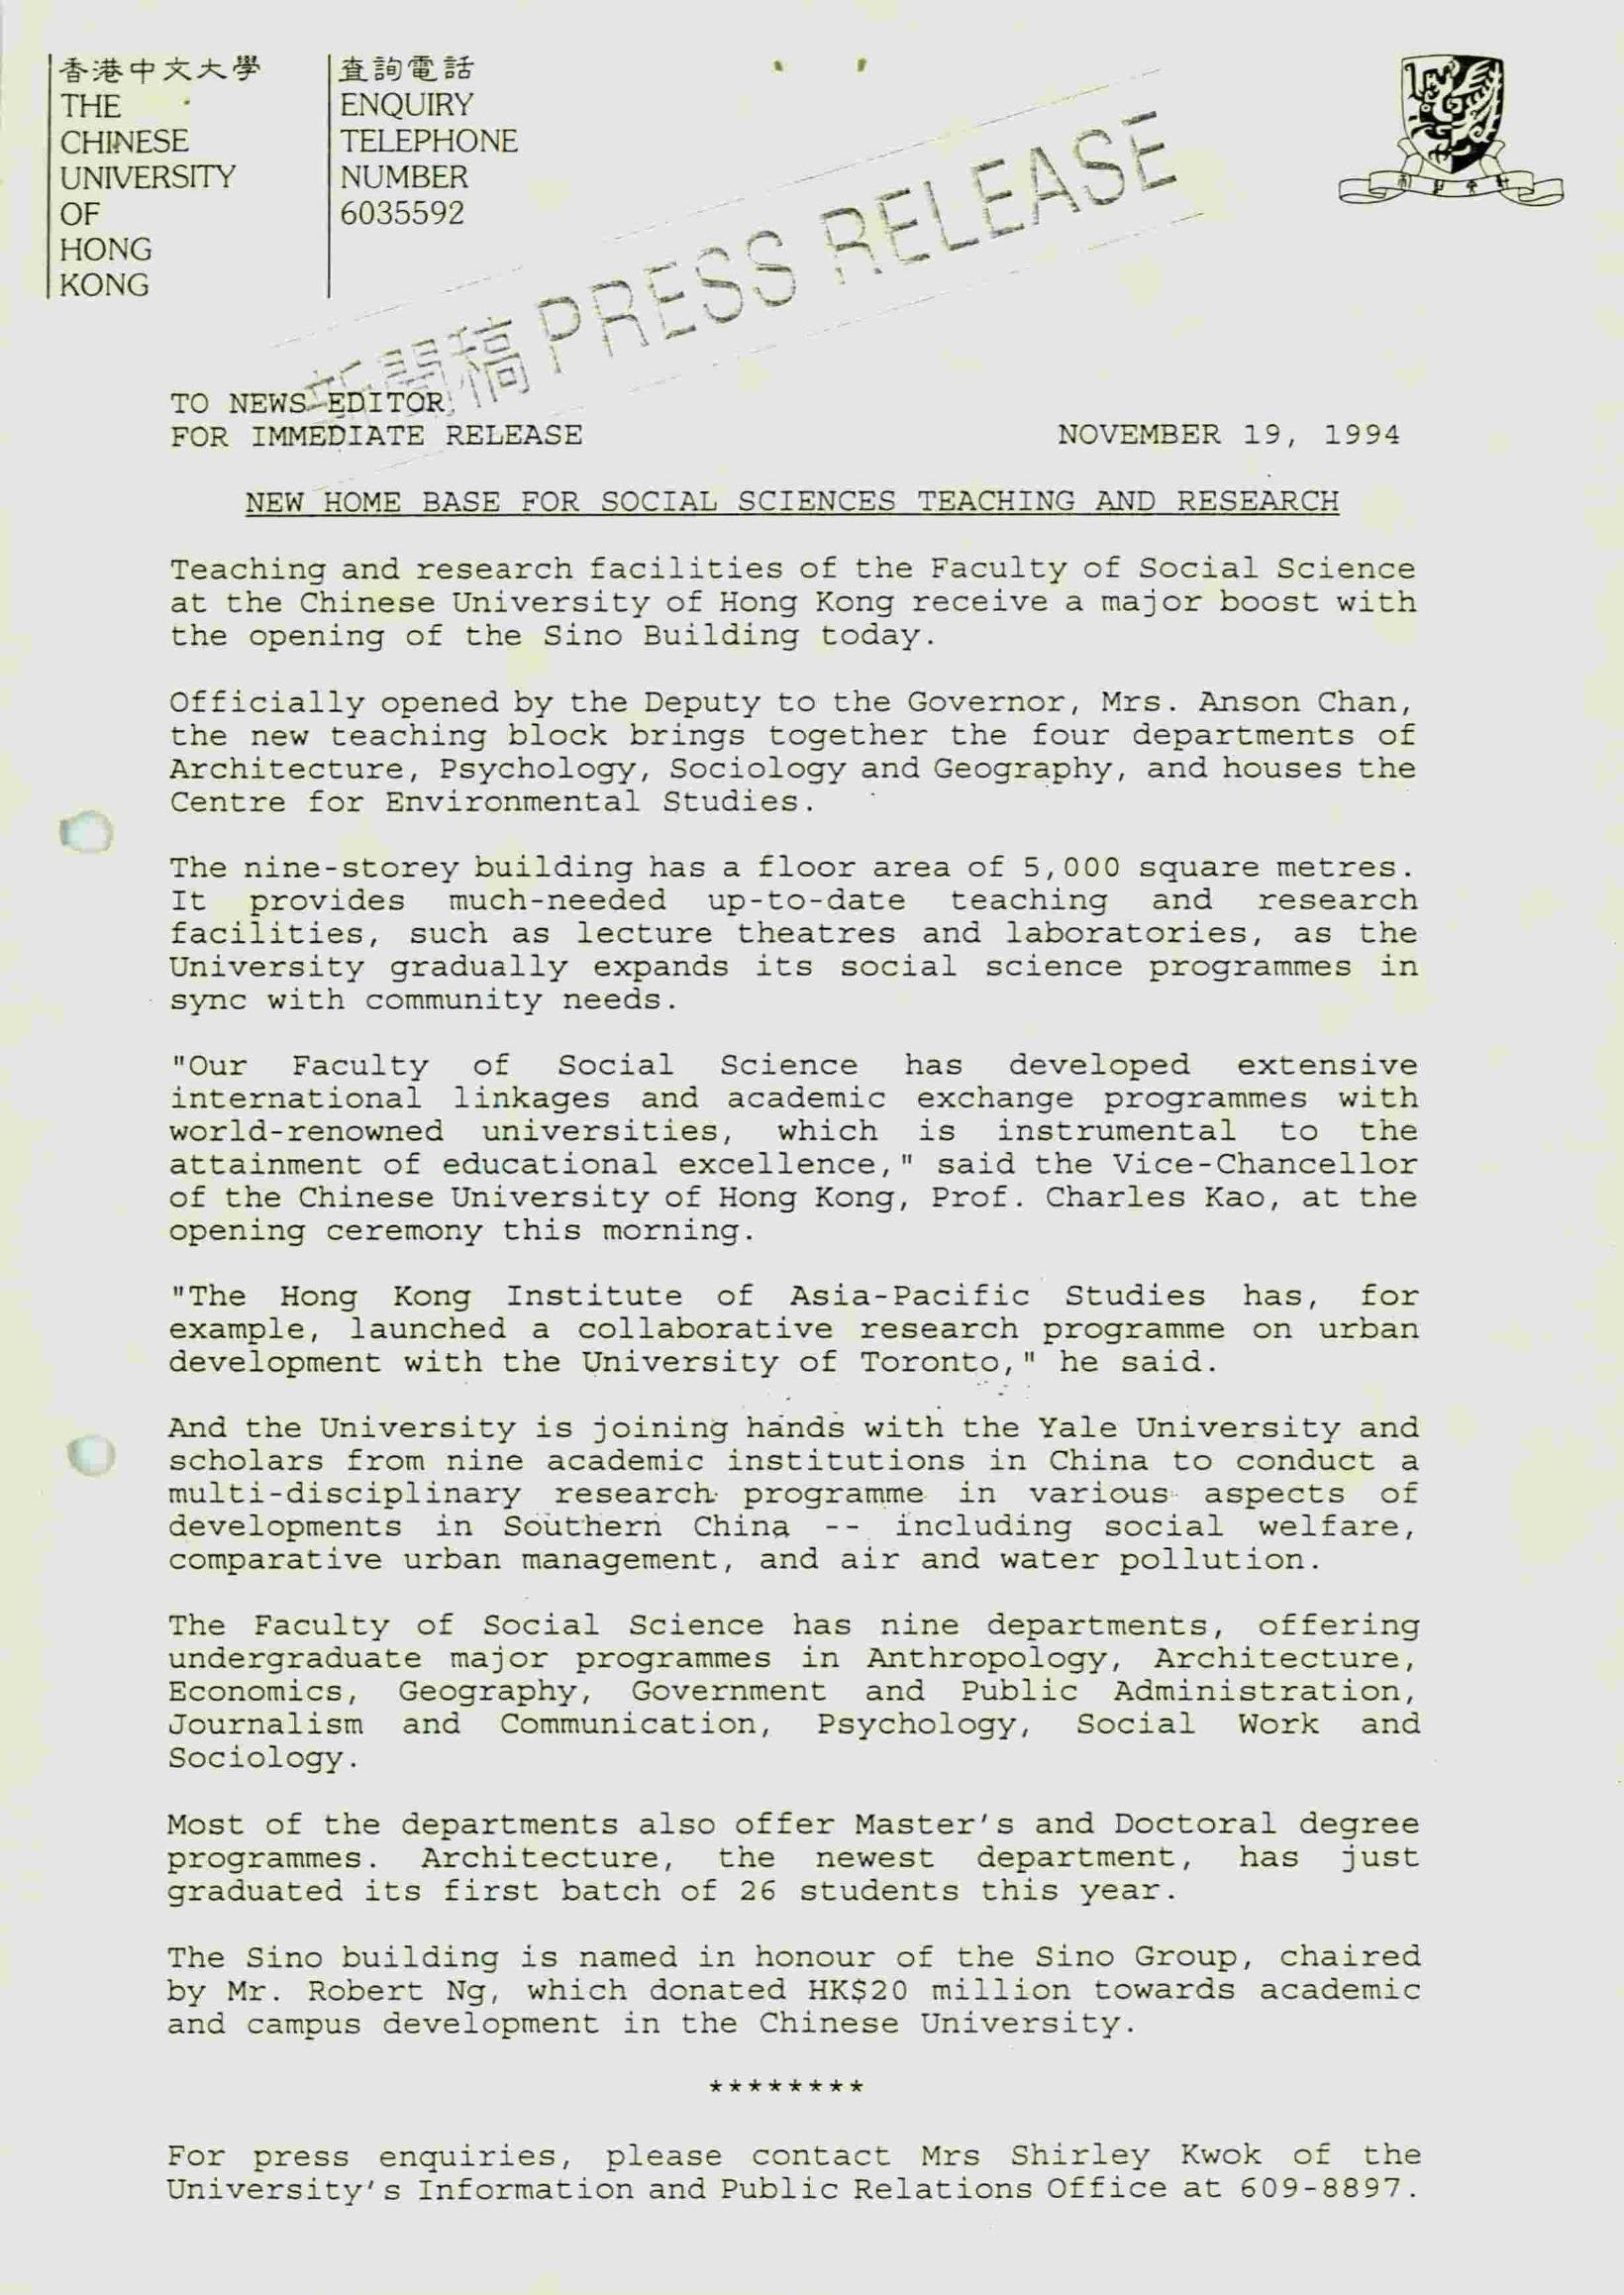 香港中文大學
THE
CHINESE
UNIVERSITY
OF
HONG
KONG
查詢電話
ENQUIRY
TELEPHONE
NUMBER
6035592
新聞稿 PRESS RELEASE
TO NEWS EDITOR
FOR IMMEDIATE RELEASE NOVEMBER 19, 1994
NEW HOME BASE FOR SOCIAL SCIENCES TEACHING AND RESEARCH
Teaching and research facilities of the Faculty of Social Science
at the Chinese University of Hong Kong receive a major boost with
the opening of the Sino Building today.
Officially opened by the Deputy to the Governor, Mrs. Anson Chan,
the new teaching block brings together the four departments of
Architecture, Psychology, Sociology and Geography, and houses the
Centre for Environmental Studies.
The nine-storey building has a floor area of 5,000 square metres.
It provides much-needed up-to-date teaching and research
facilities, such as lecture theatres and laboratories, as the
University gradually expands its social science programmes in
sync with community needs.
"Our Faculty of Social Science has developed extensive
international linkages and academic exchange programmes with
world-renowned universities, which is instrumental to the
attainment of educational excellence," said the Vice-Chancellor
of the Chinese University of Hong Kong, Prof. Charles Kao, at the
opening ceremony this morning.
"The Hong Kong Institute of Asia-Pacific Studies has, for
example, launched a collaborative research programme on urban
development with the University of Toronto," he said.
And the University is joining hands with the Yale University and
scholars from nine academic institutions in China to conduct a
multi-disciplinary research programme in various aspects of
developments in Southern China -- including social welfare,
comparative urban management, and air and water pollution.
The Faculty of Social Science has nine departments, offering
undergraduate major programmes in Anthropology, Architecture,
Economics, Geography, Government and Public Administration,
Journalism and Communication, Psychology, Social Work and
Sociology.
Most of the departments also offer Master's and Doctoral degree
programmes. Architecture, the newest department, has just
graduated its first batch of 26 students this year.
The Sino building is named in honour of the Sino Group, chaired
by Mr. Robert Ng, which donated HK$20 million towards academic
and campus development in the Chinese University.
********
For press enquiries, please contact Mrs Shirley Kwok of the
University's Information and Public Relations Office at 609-8897.